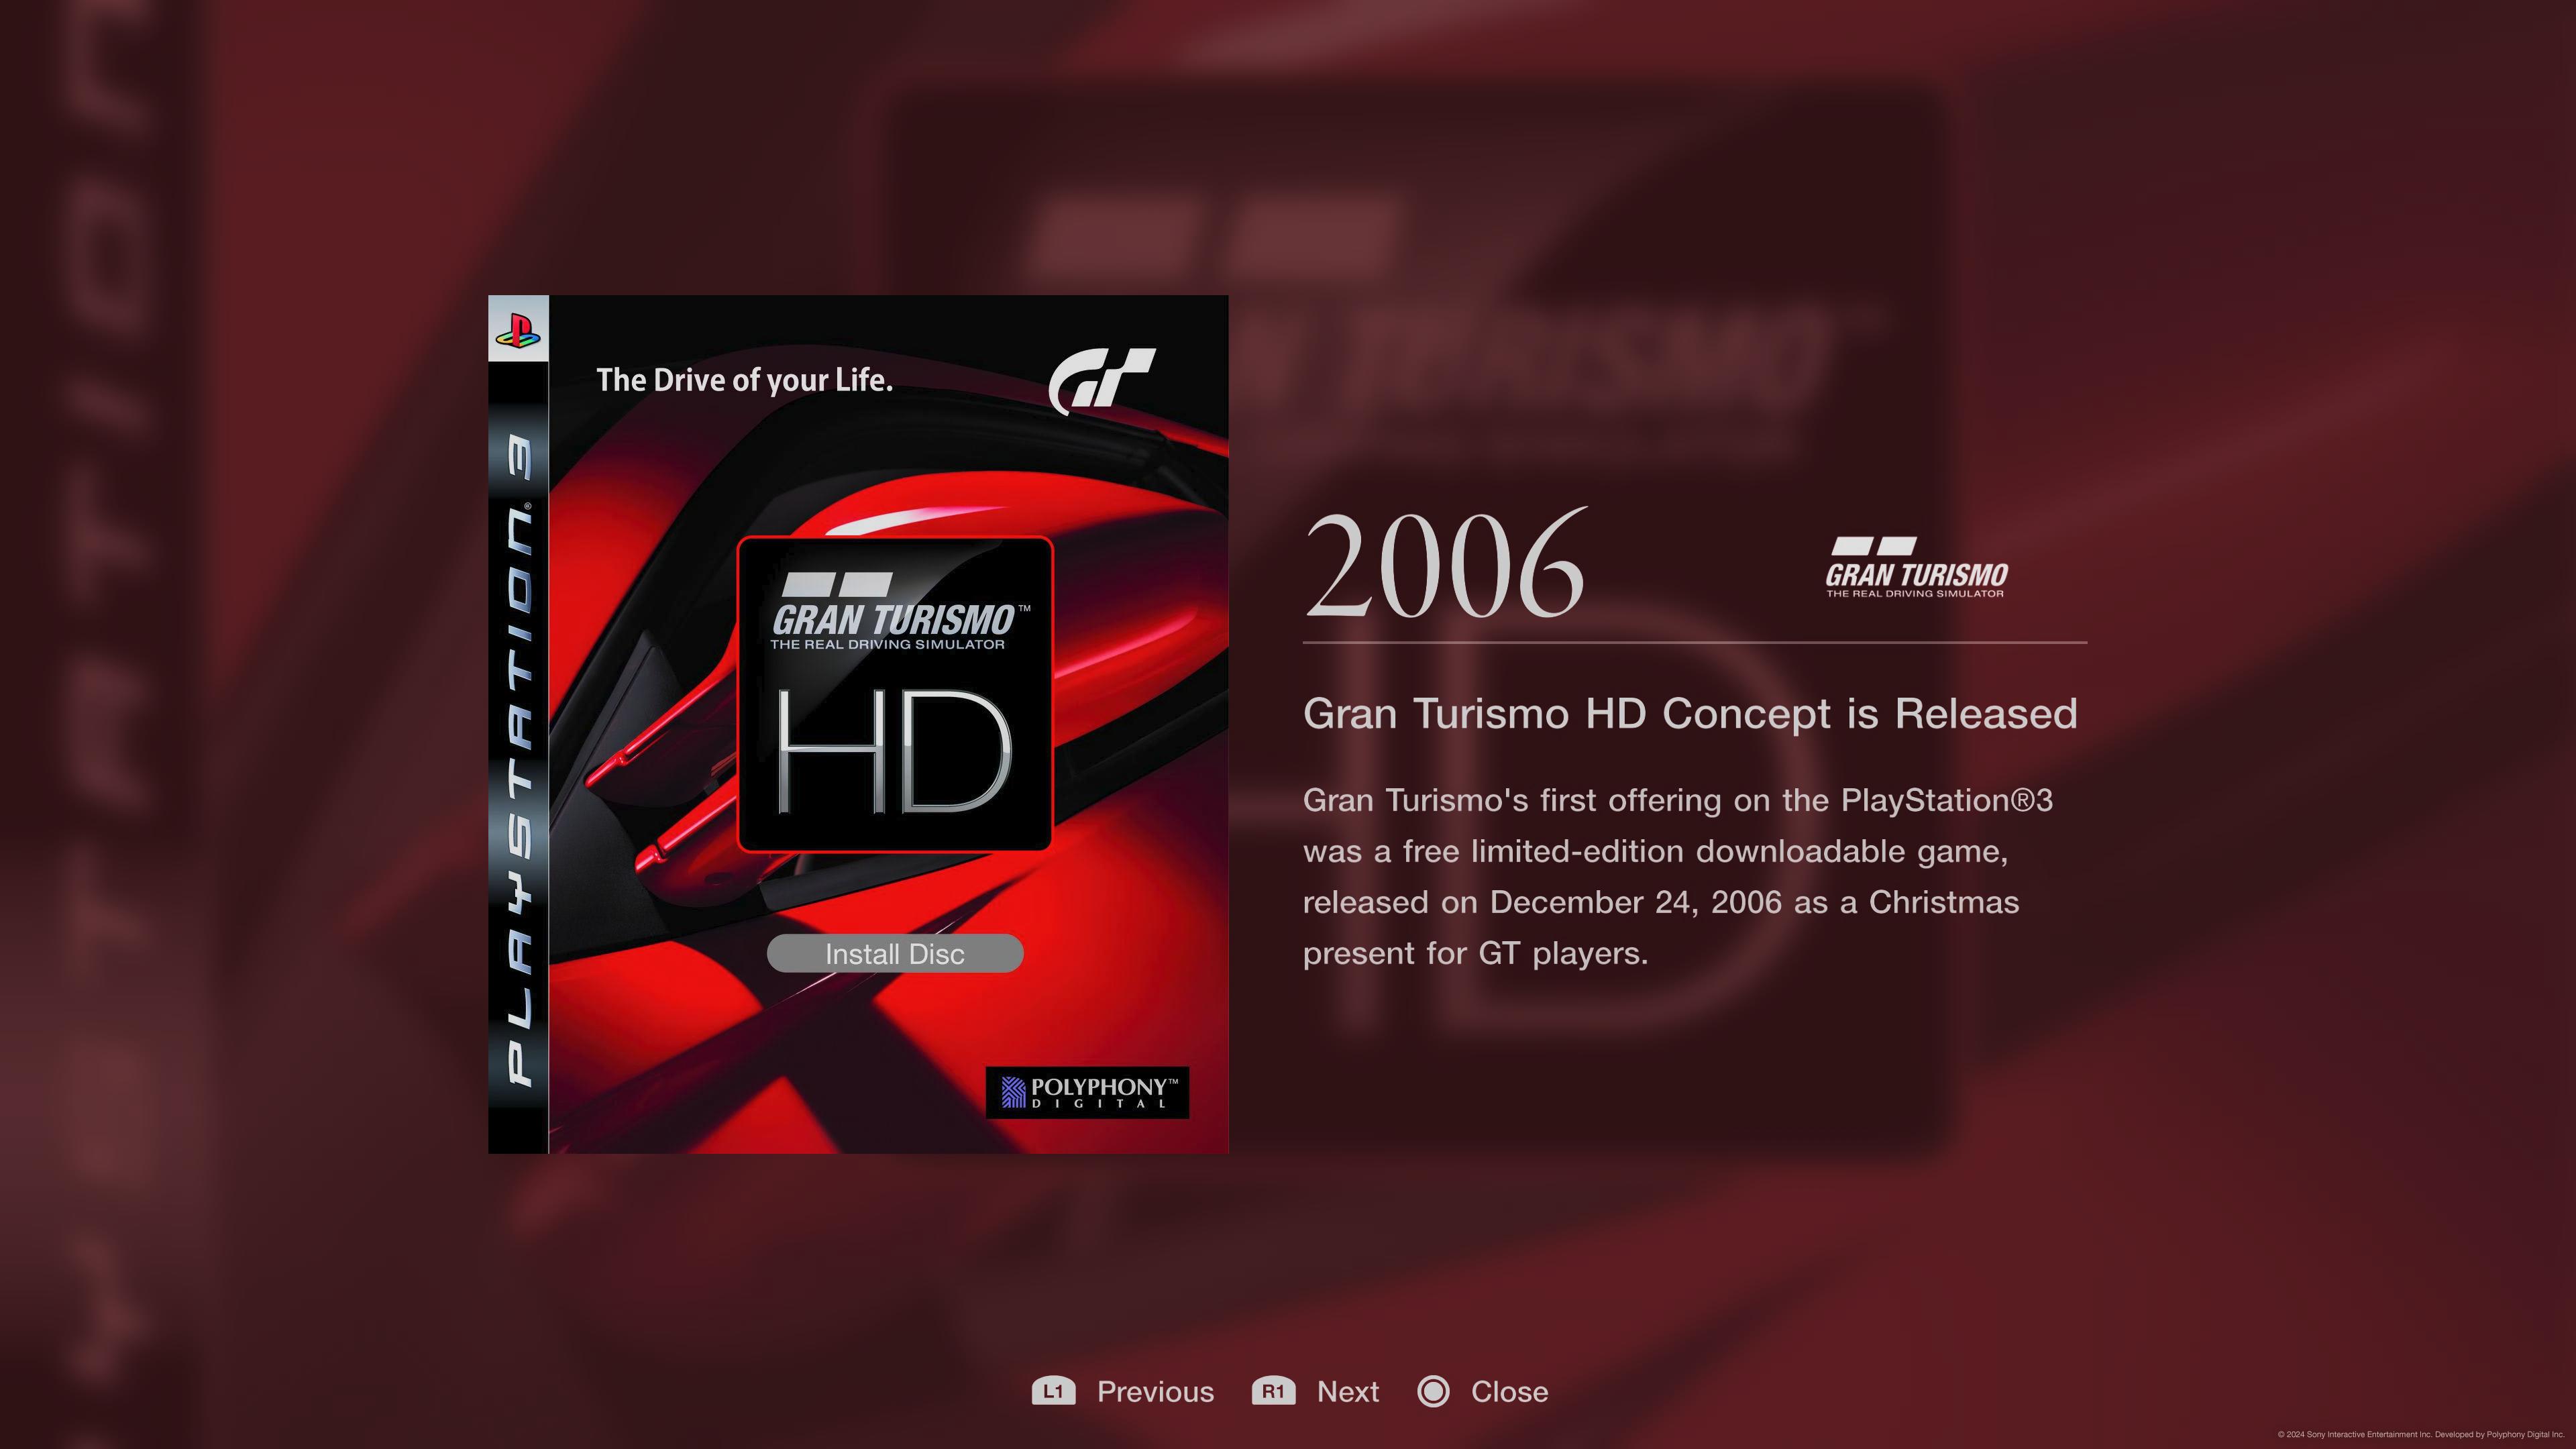 PLAYSTATION®3
The Drive of your Life.
GT
GRAN TURISMO™
THE REAL DRIVING SIMULATOR
HD
Install Disc
POLYPHONY™
DIGITAL
2006
GRAN TURISMO
THE REAL DRIVING SIMULATOR
Gran Turismo HD Concept is Released
Gran Turismo's first offering on the PlayStation®3
was a free limited-edition downloadable game,
released on December 24, 2006 as a Christmas
present for GT players.
L1 Previous R1 Next Close
© 2024 Sony Interactive Entertainment Inc. Developed by Polyphony Digital Inc.